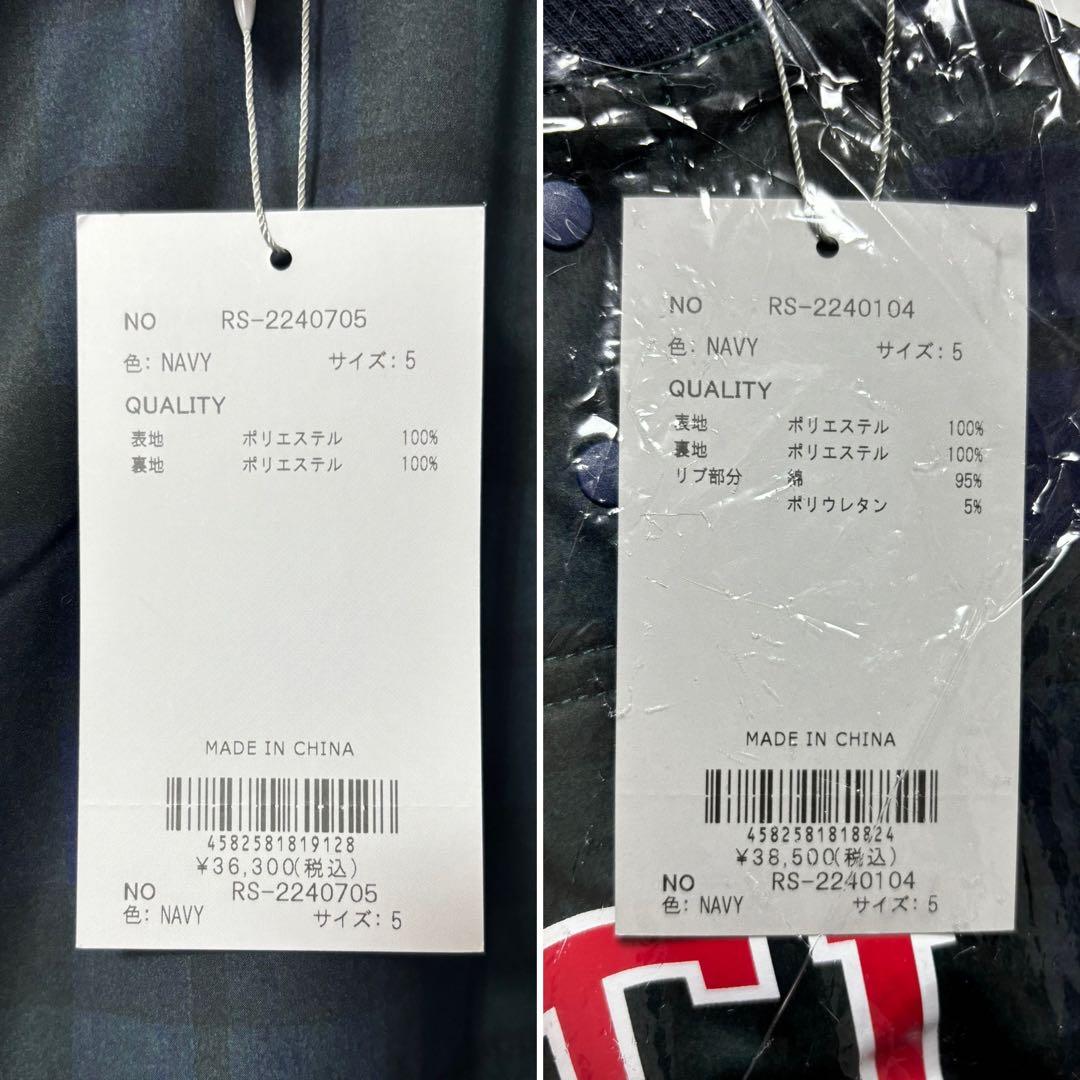 NO RS-2240705
色: NAVY サイズ: 5
QUALITY
表地 ポリエステル 100%
裏地 ポリエステル 100%
MADE IN CHINA
4582581819128
¥36,300(税込)
NO RS-2240705
色: NAVY サイズ: 5
NO RS-2240104
色: NAVY サイズ: 5
QUALITY
表地 ポリエステル 100%
裏地 ポリエステル 100%
リブ部分 綿 95%
ポリウレタン 5%
MADE IN CHINA
4582581818824
¥38,500(税込)
NO RS-2240104
色: NAVY サイズ: 5